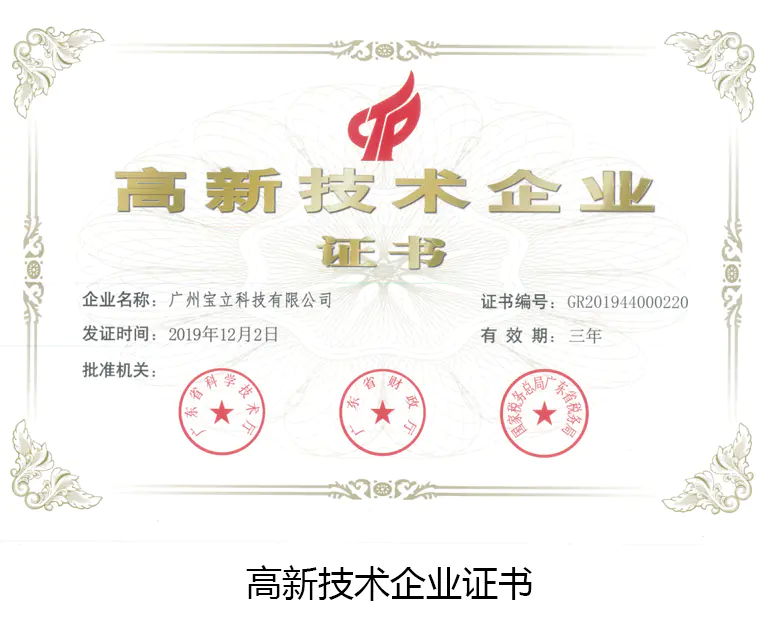 高新技术企业
证书
企业名称：广州宝立科技有限公司
证书编号：GR201944000220
发证时间：2019年12月2日
有 效 期：三年
批准机关：
广东省科学技术厅
广东省财政厅
国家税务总局广东省税务局
高新技术企业证书